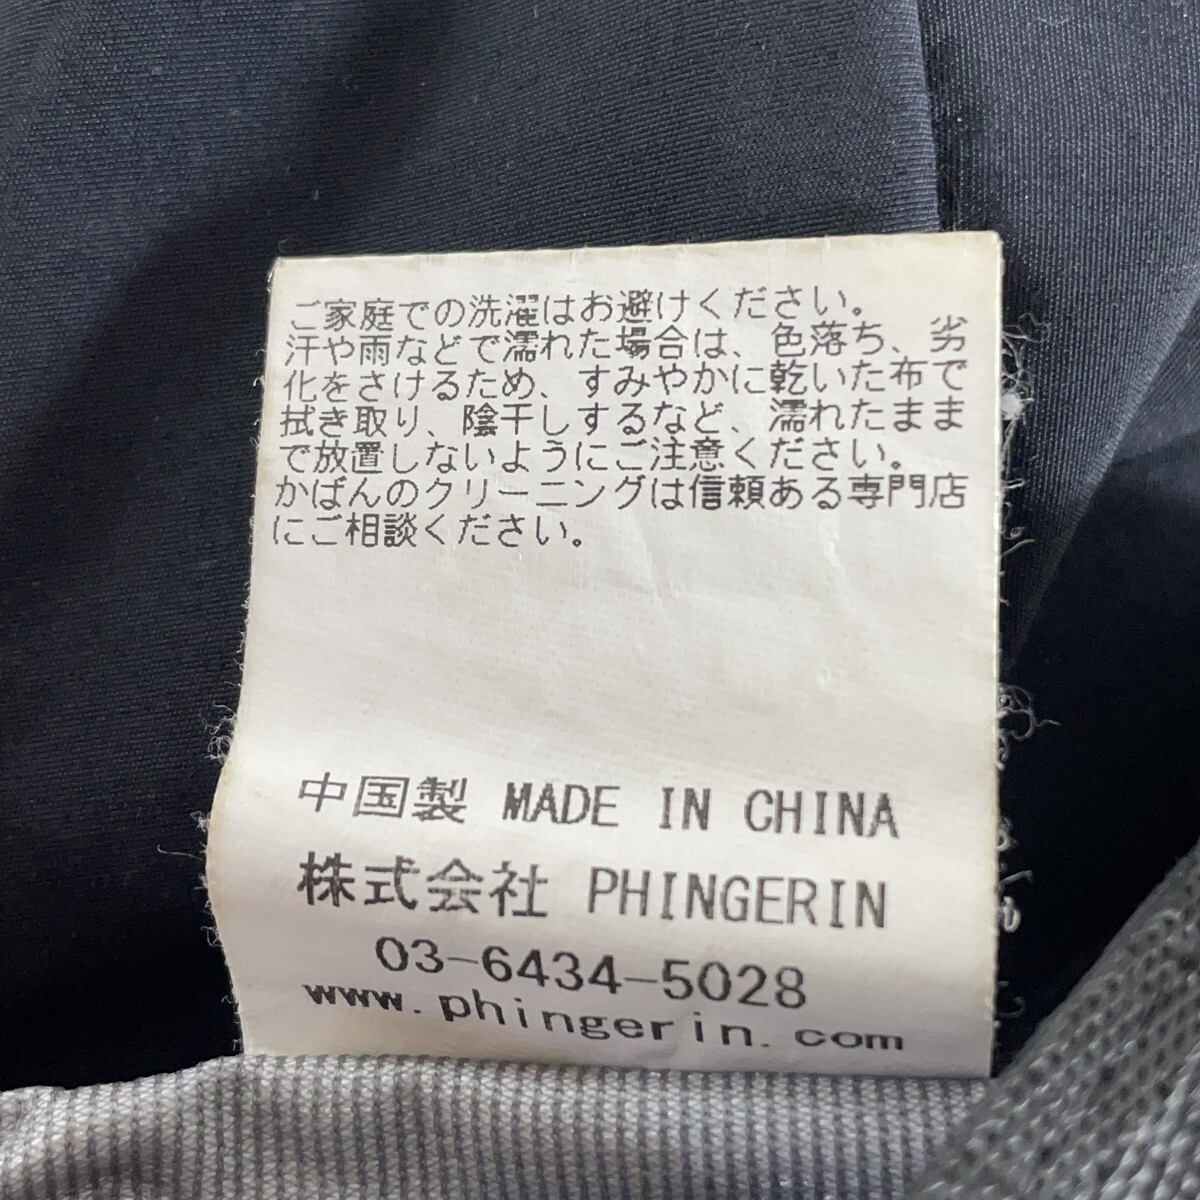 ご家庭での洗濯はお避けください。
汗や雨などで濡れた場合は、色落ち、劣
化をさけるため、すみやかに乾いた布で
拭き取り、陰干しするなど、濡れたまま
で放置しないようにご注意ください。
かばんのクリーニングは信頼ある専門店
にご相談ください。
中国製 MADE IN CHINA
株式会社 PHINGERIN
03-6434-5028
www.phingerin.com